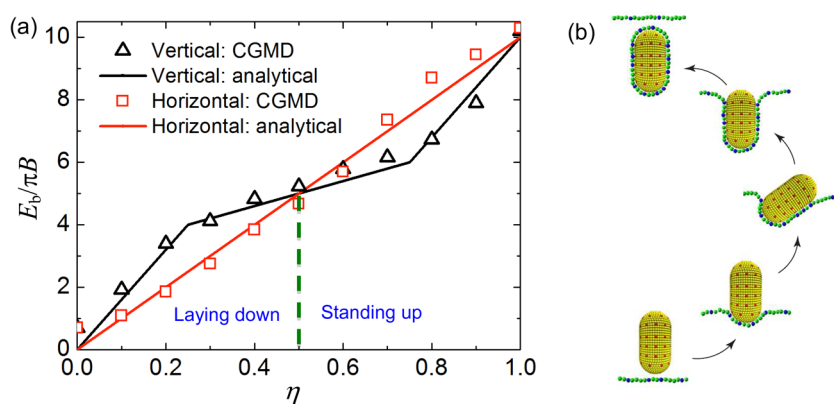 (a)
10
8
6
4
2
0
E_b/πB
Vertical: CGMD
Vertical: analytical
Horizontal: CGMD
Horizontal: analytical
Laying down
Standing up
0.0 0.2 0.4 0.6 0.8 1.0
η
(b)